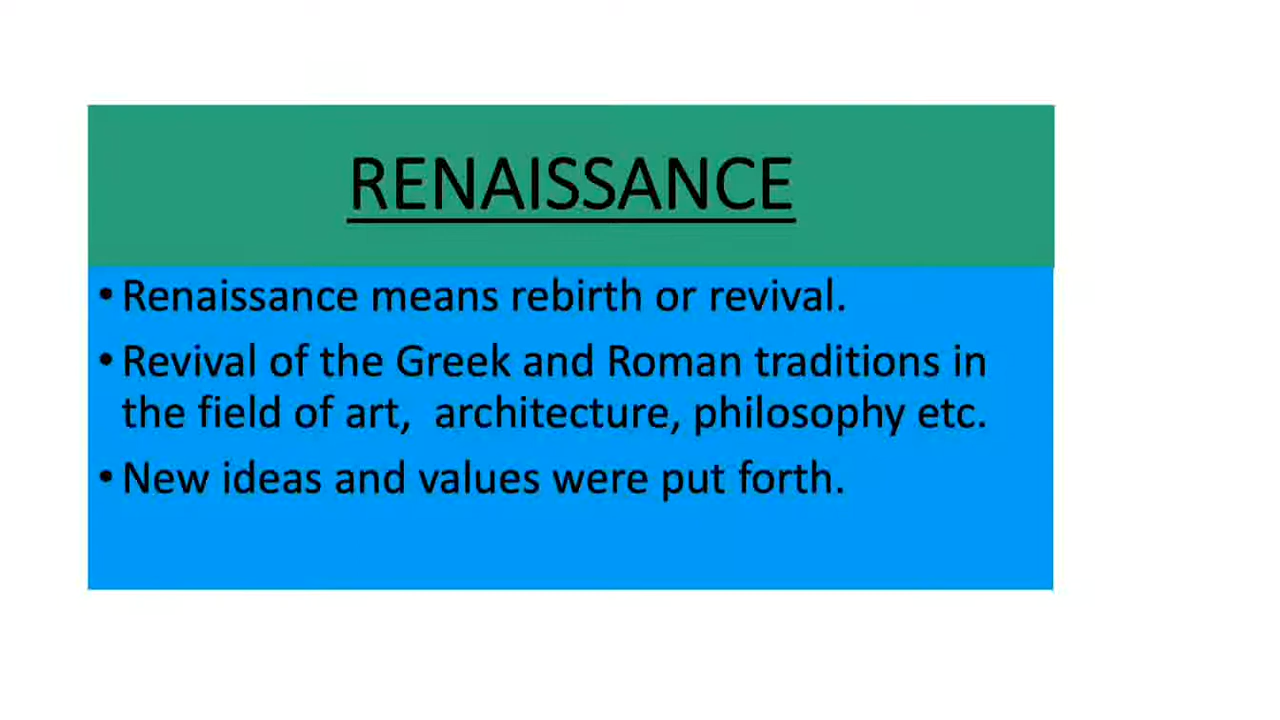 RENAISSANCE
• Renaissance means rebirth or revival.
• Revival of the Greek and Roman traditions in
the field of art,  architecture, philosophy etc.
• New ideas and values were put forth.